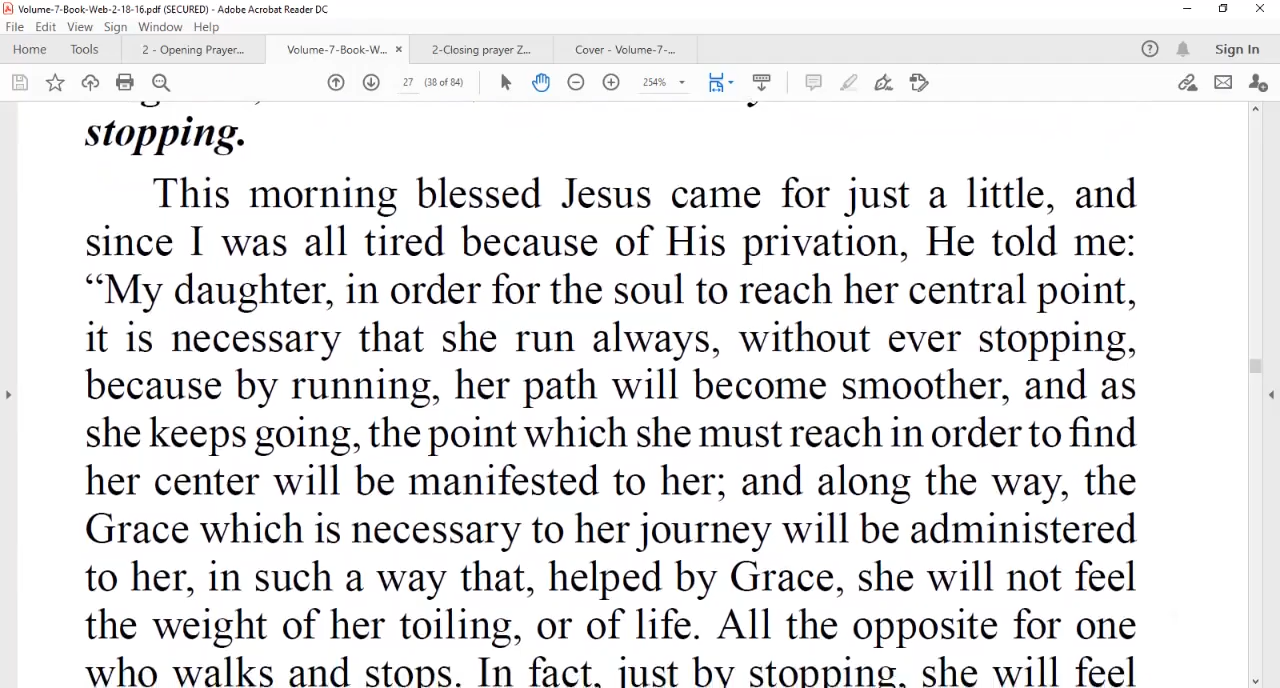 Volume-7-Book-Web-2-18-16.pdf (SECURED) - Adobe Acrobat Reader DC
File Edit View Sign Window Help
Home Tools 2 - Opening Prayer... Volume-7-Book-W... × 2-Closing prayer Z... Cover - Volume-7-... Sign In
27 (38 of 84) 254%
stopping.
This morning blessed Jesus came for just a little, and
since I was all tired because of His privation, He told me:
“My daughter, in order for the soul to reach her central point,
it is necessary that she run always, without ever stopping,
because by running, her path will become smoother, and as
she keeps going, the point which she must reach in order to find
her center will be manifested to her; and along the way, the
Grace which is necessary to her journey will be administered
to her, in such a way that, helped by Grace, she will not feel
the weight of her toiling, or of life. All the opposite for one
who walks and stops. In fact, just by stopping, she will feel